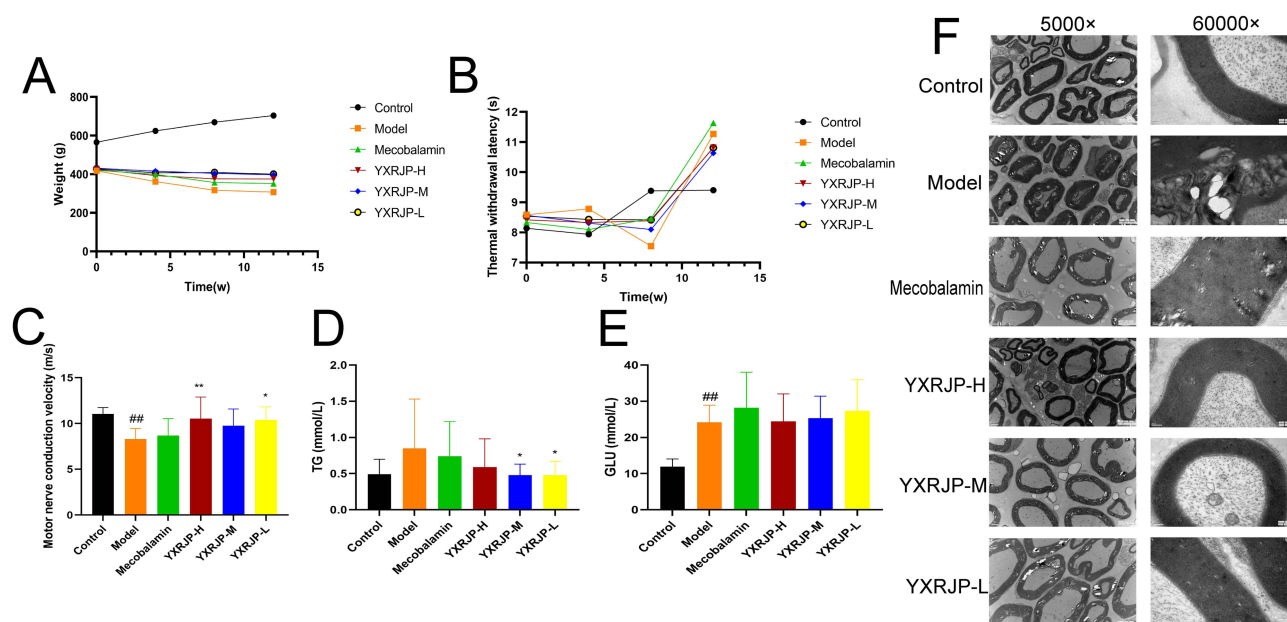 A
Weight (g)
800
600
400
200
0
0
5
10
15
Time(w)
Control
Model
Mecobalamin
YXRJP-H
YXRJP-M
YXRJP-L
B
Thermal withdrawal latency (s)
12
11
10
9
8
7
0
5
10
15
Time(w)
Control
Model
Mecobalamin
YXRJP-H
YXRJP-M
YXRJP-L
C
Motor nerve conduction velocity (m/s)
15
10
5
0
##
**
*
Control
Model
Mecobalamin
YXRJP-H
YXRJP-M
YXRJP-L
D
TG (mmol/L)
2.0
1.5
1.0
0.5
0.0
*
*
Control
Model
Mecobalamin
YXRJP-H
YXRJP-M
YXRJP-L
E
GLU (mmol/L)
60
40
20
0
##
Control
Model
Mecobalamin
YXRJP-H
YXRJP-M
YXRJP-L
F
5000×
60000×
Control
Model
Mecobalamin
YXRJP-H
YXRJP-M
YXRJP-L